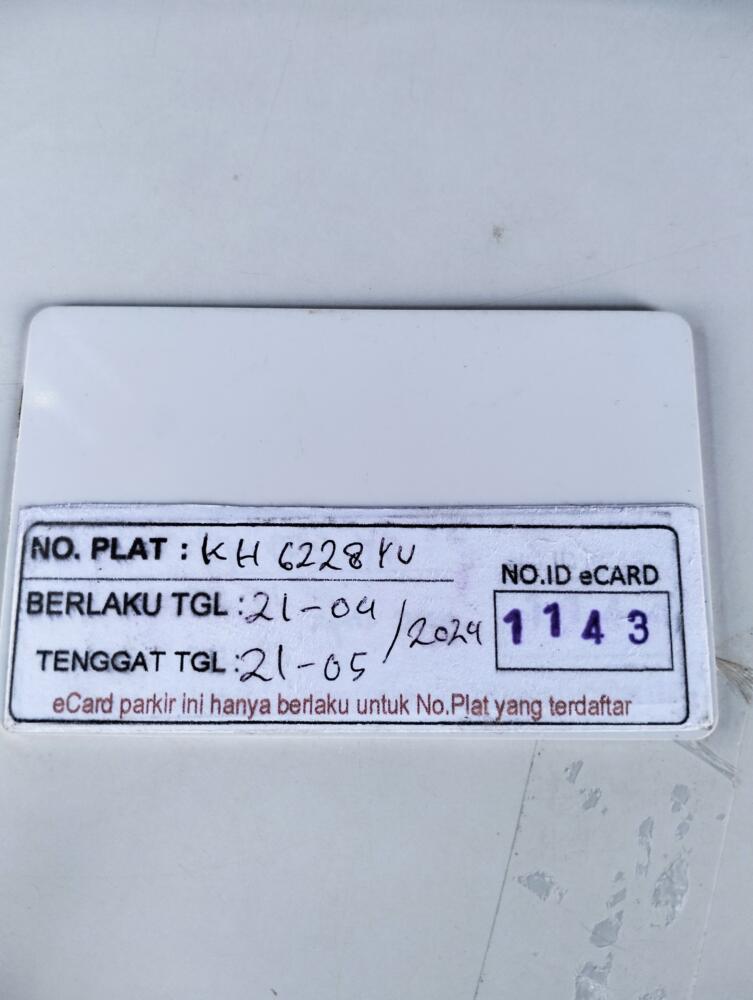 NO. PLAT : KH 6228 YU
BERLAKU TGL : 21-04
TENGGAT TGL : 21-05
/2024
NO.ID eCARD
1143
eCard parkir ini hanya berlaku untuk No.Plat yang terdaftar